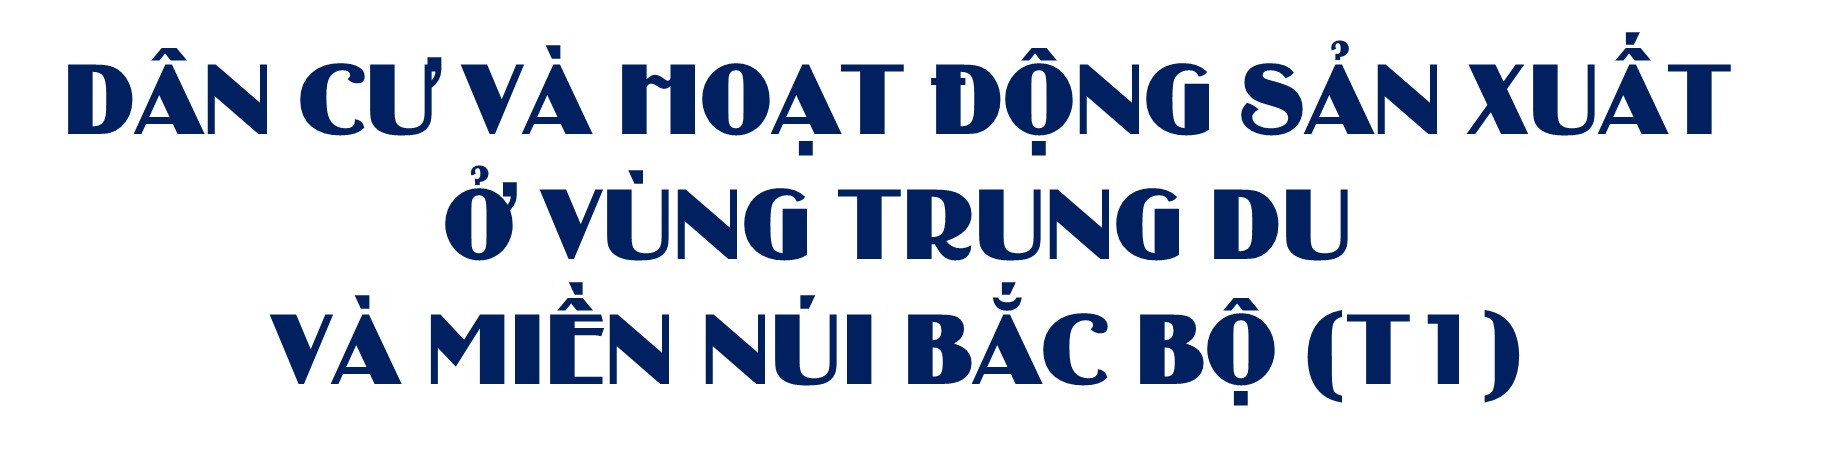 DÂN CƯ VÀ HOẠT ĐỘNG SẢN XUẤT
Ở VÙNG TRUNG DU
VÀ MIỀN NÚI BẮC BỘ (T1)